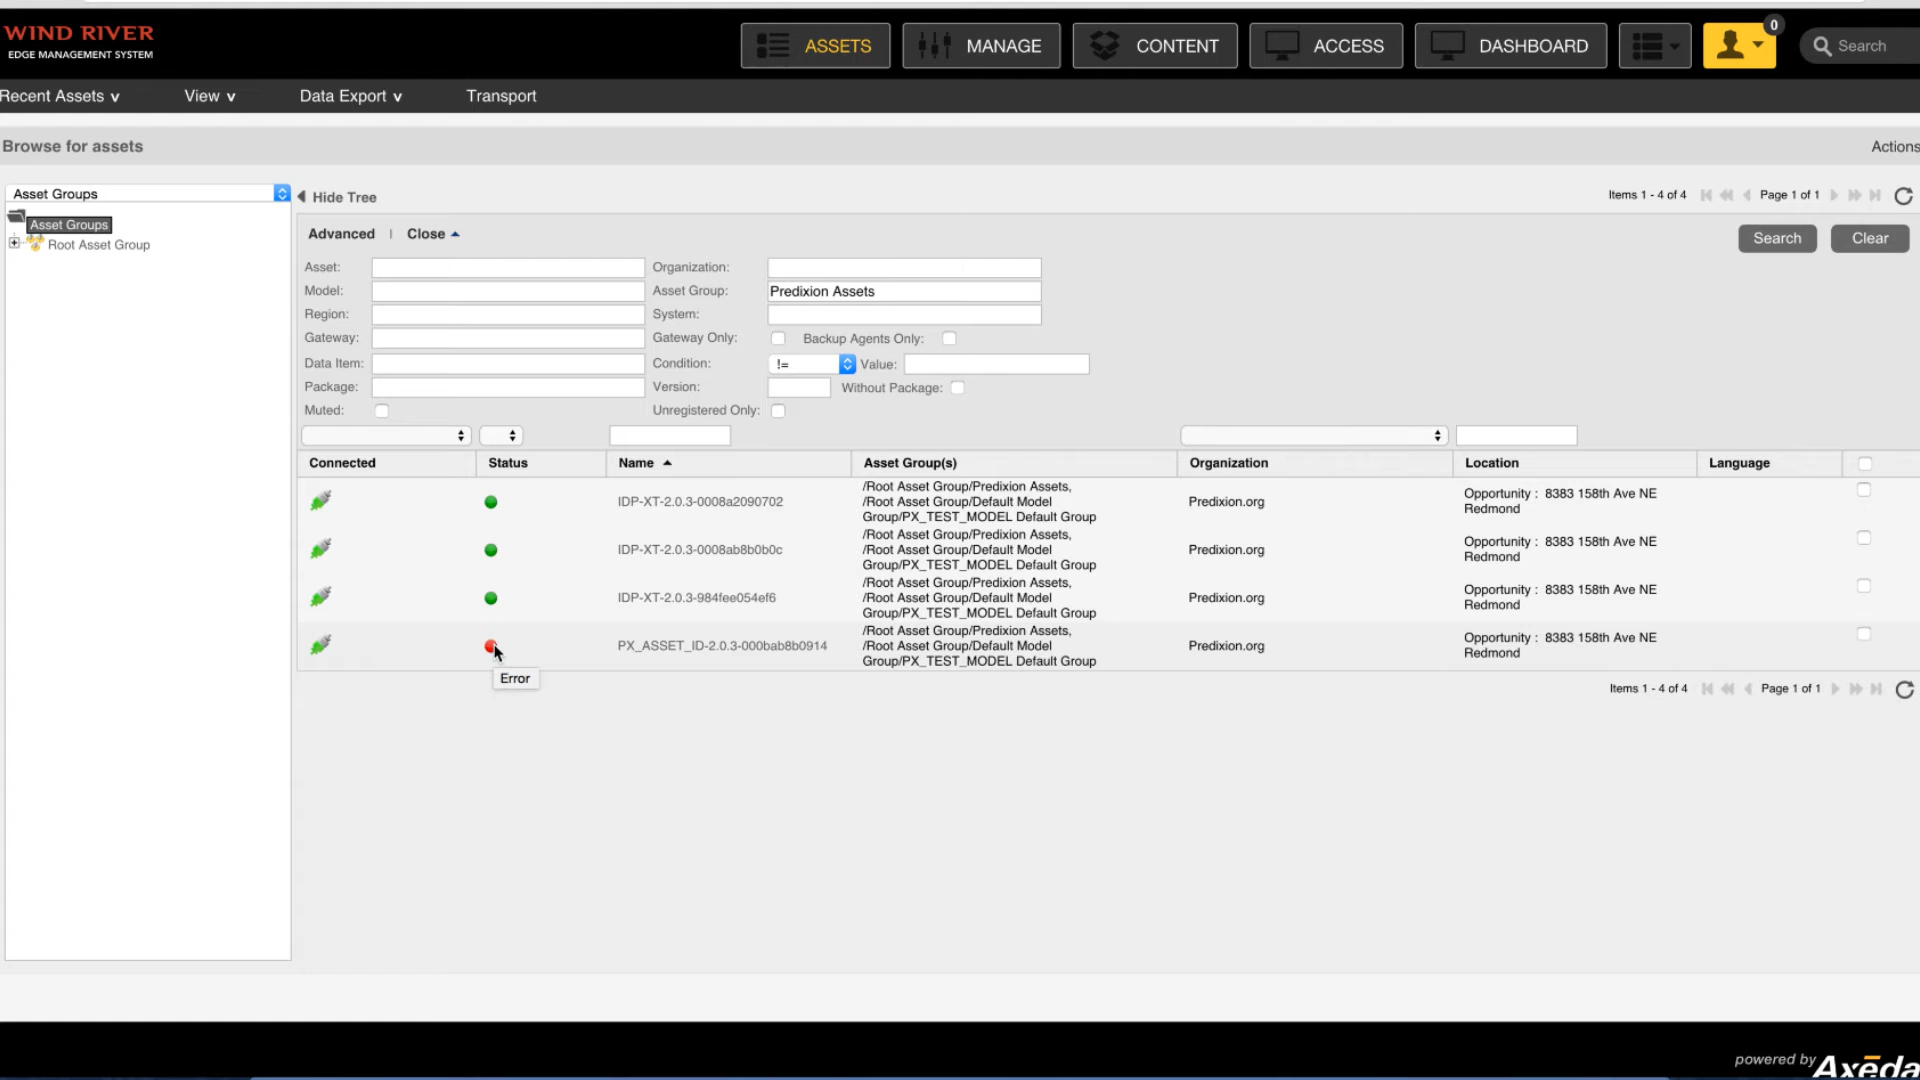 WIND RIVER
EDGE MANAGEMENT SYSTEM
ASSETS
MANAGE
CONTENT
ACCESS
DASHBOARD
0
Search
Recent Assets v
View v
Data Export v
Transport
Browse for assets
Actions
Asset Groups
Asset Groups
Root Asset Group
Hide Tree
Items 1 - 4 of 4
Page 1 of 1
Advanced | Close
Search
Clear
Asset:
Organization:
Model:
Asset Group: Predixion Assets
Region:
System:
Gateway:
Gateway Only:
Backup Agents Only:
Data Item:
Condition: !=
Value:
Package:
Version:
Without Package:
Muted:
Unregistered Only:
Connected
Status
Name
Asset Group(s)
Organization
Location
Language
IDP-XT-2.0.3-0008a2090702
/Root Asset Group/Predixion Assets,
/Root Asset Group/Default Model
Group/PX_TEST_MODEL Default Group
Predixion.org
Opportunity : 8383 158th Ave NE
Redmond
IDP-XT-2.0.3-0008ab8b0b0c
/Root Asset Group/Predixion Assets,
/Root Asset Group/Default Model
Group/PX_TEST_MODEL Default Group
Predixion.org
Opportunity : 8383 158th Ave NE
Redmond
IDP-XT-2.0.3-984fee054ef6
/Root Asset Group/Predixion Assets,
/Root Asset Group/Default Model
Group/PX_TEST_MODEL Default Group
Predixion.org
Opportunity : 8383 158th Ave NE
Redmond
PX_ASSET_ID-2.0.3-000bab8b0914
/Root Asset Group/Predixion Assets,
/Root Asset Group/Default Model
Group/PX_TEST_MODEL Default Group
Predixion.org
Opportunity : 8383 158th Ave NE
Redmond
Error
Items 1 - 4 of 4
Page 1 of 1
powered by Axeda